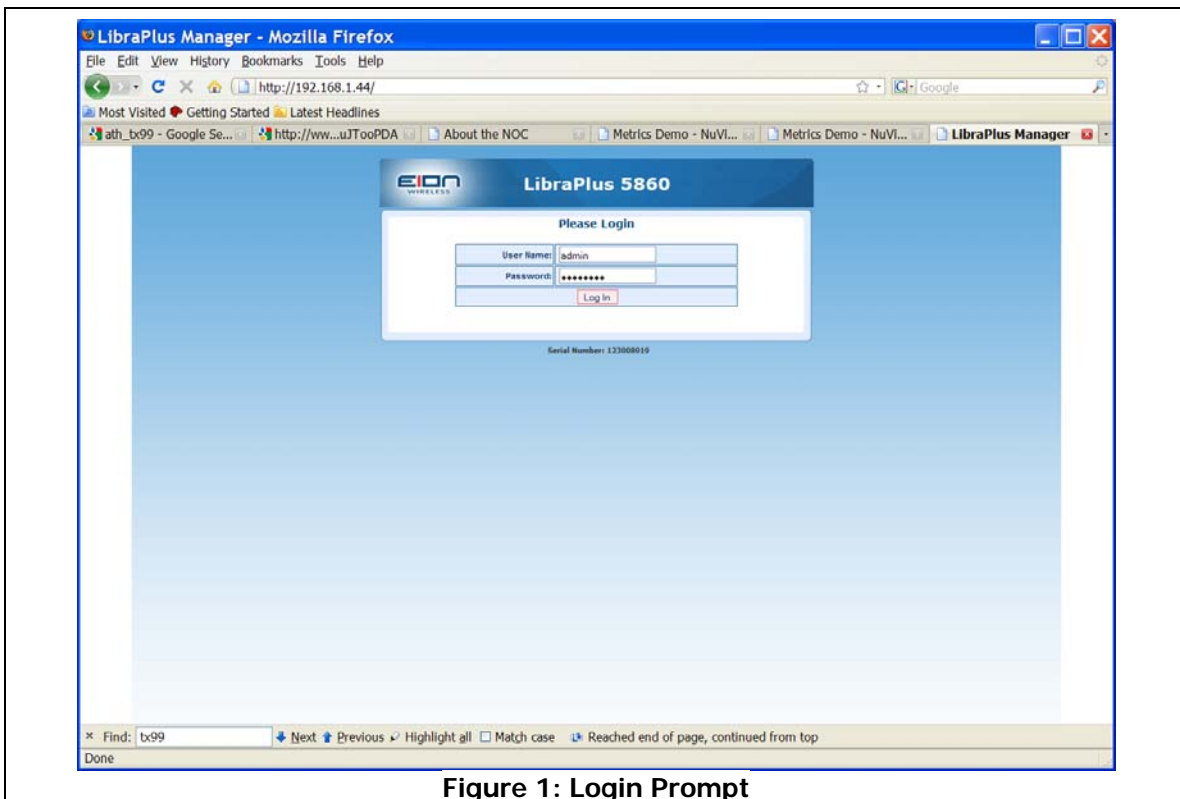 LibraPlus Manager - Mozilla Firefox
File Edit View History Bookmarks Tools Help
http://192.168.1.44/
Google
Most Visited Getting Started Latest Headlines
ath_tx99 - Google Se... http://ww...uJTooPDA About the NOC Metrics Demo - NuVI... Metrics Demo - NuVI... LibraPlus Manager
EION WIRELESS LibraPlus 5860
Please Login
User Name: admin
Password: ••••••••
Log In
Serial Number: 123008019
Find: tx99 Next Previous Highlight all Match case Reached end of page, continued from top
Done
Figure 1: Login Prompt